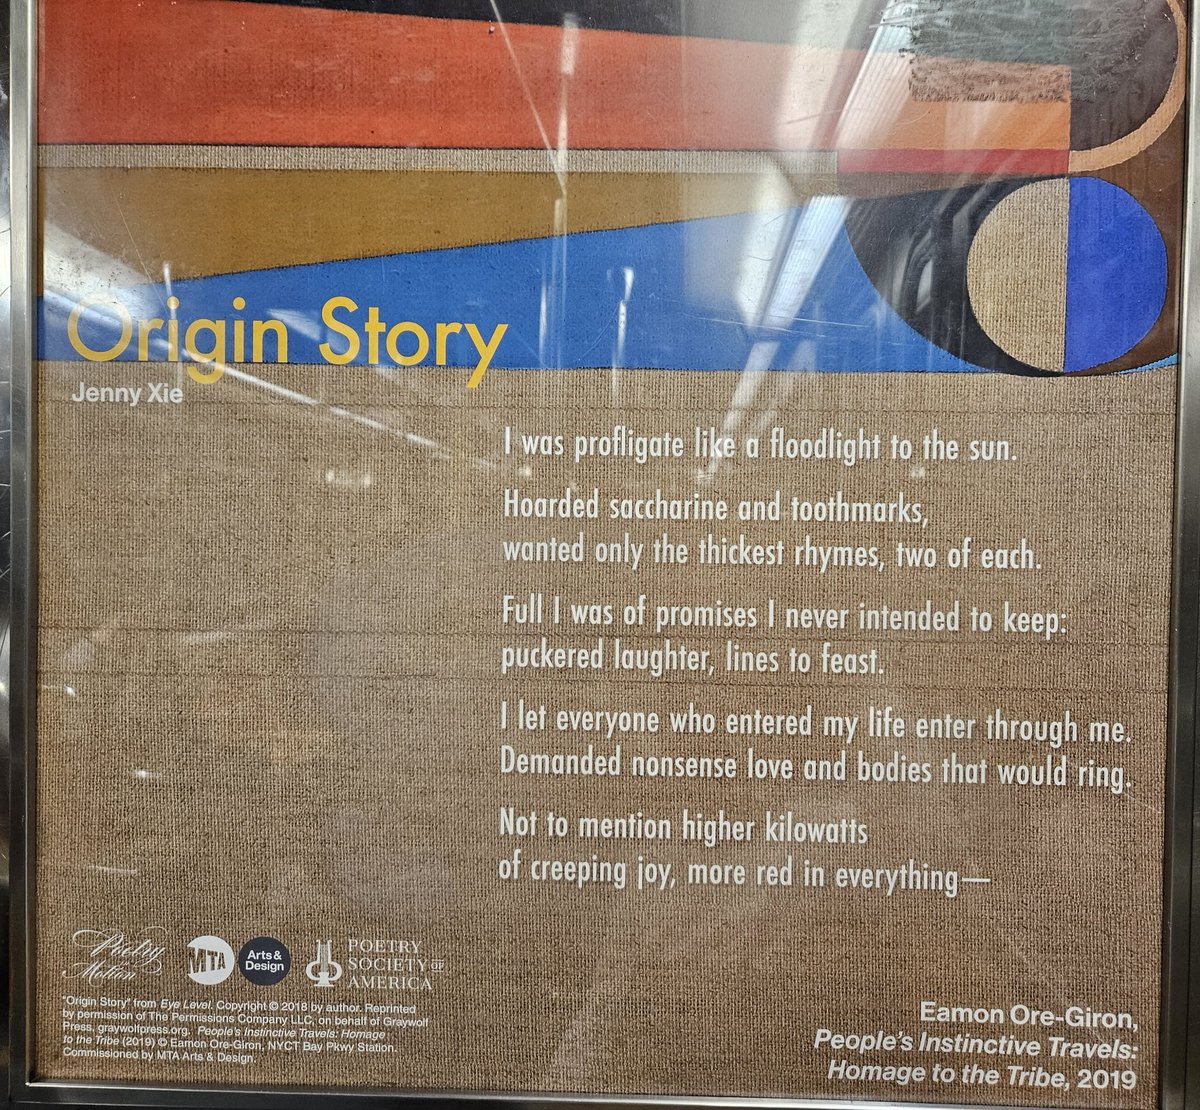 Origin Story
Jenny Xie
I was profligate like a floodlight to the sun.
Hoarded saccharine and toothmarks,
wanted only the thickest rhymes, two of each.
Full I was of promises I never intended to keep:
puckered laughter, lines to feast.
I let everyone who entered my life enter through me.
Demanded nonsense love and bodies that would ring.
Not to mention higher kilowatts
of creeping joy, more red in everything—
Poetry
in
Motion
MTA
Arts &
Design
POETRY
SOCIETY OF
AMERICA
"Origin Story" from Eye Level. Copyright © 2018 by author. Reprinted
by permission of The Permissions Company LLC, on behalf of Graywolf
Press, graywolfpress.org. People's Instinctive Travels: Homage
to the Tribe (2019) © Eamon Ore-Giron, NYCT Bay Pkwy Station.
Commissioned by MTA Arts & Design.
Eamon Ore-Giron,
People's Instinctive Travels:
Homage to the Tribe, 2019